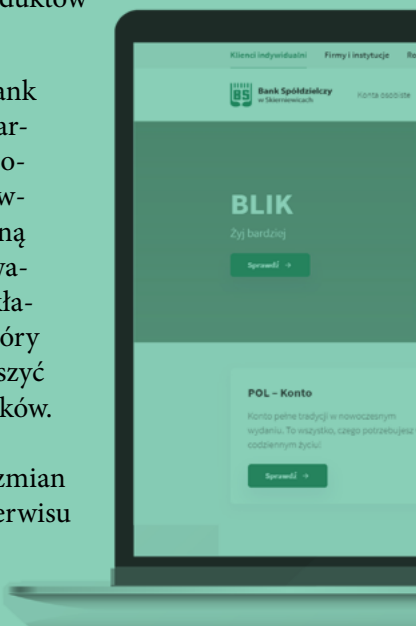 duktów
ank
ar-
o-
w-
ną
wa-
kła-
óry
szyć
ków.
zmian
erwisu
Klienci indywidualni Firmy i instytucje
Bank Spółdzielczy
w Skierniewicach
Konta osobiste
BLIK
Żyj bardziej
Sprawdź →
POL – Konto
Konto pełne tradycji w nowoczesnym
wydaniu. To wszystko, czego potrzebujesz
codziennym życiu!
Sprawdź →